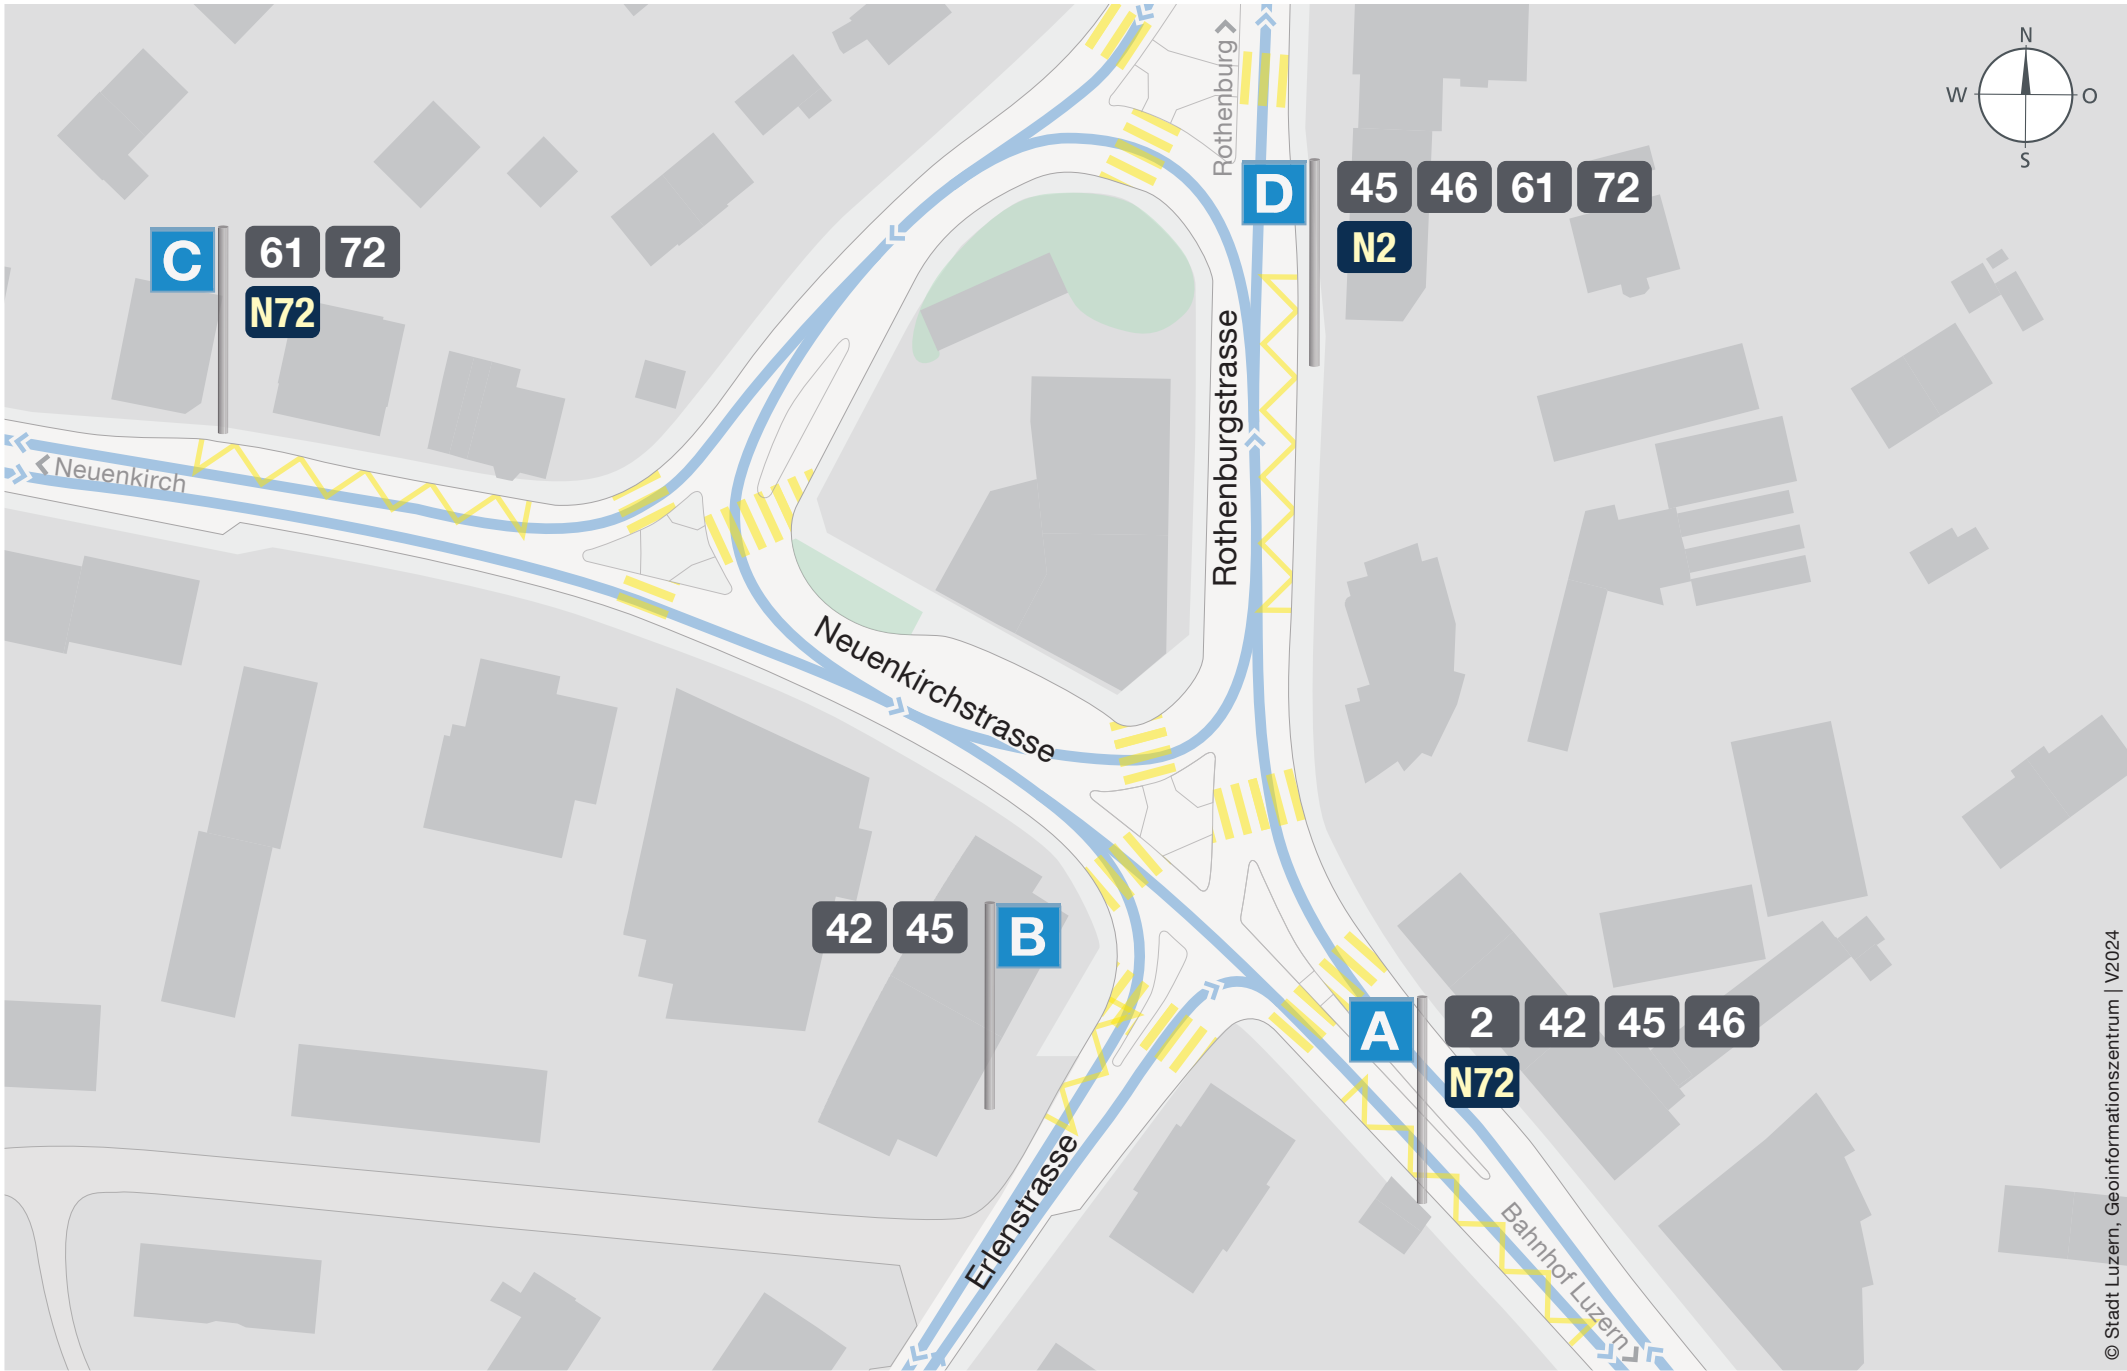 N
W O
S
Rothenburg
D 45 46 61 72
N2
C 61 72
N72
Neuenkirch
Rothenburgstrasse
Neuenkirchstrasse
42 45 B
A 2 42 45 46
N72
Erlenstrasse
Bahnhof Luzern
© Stadt Luzern, Geoinformationszentrum | V2024